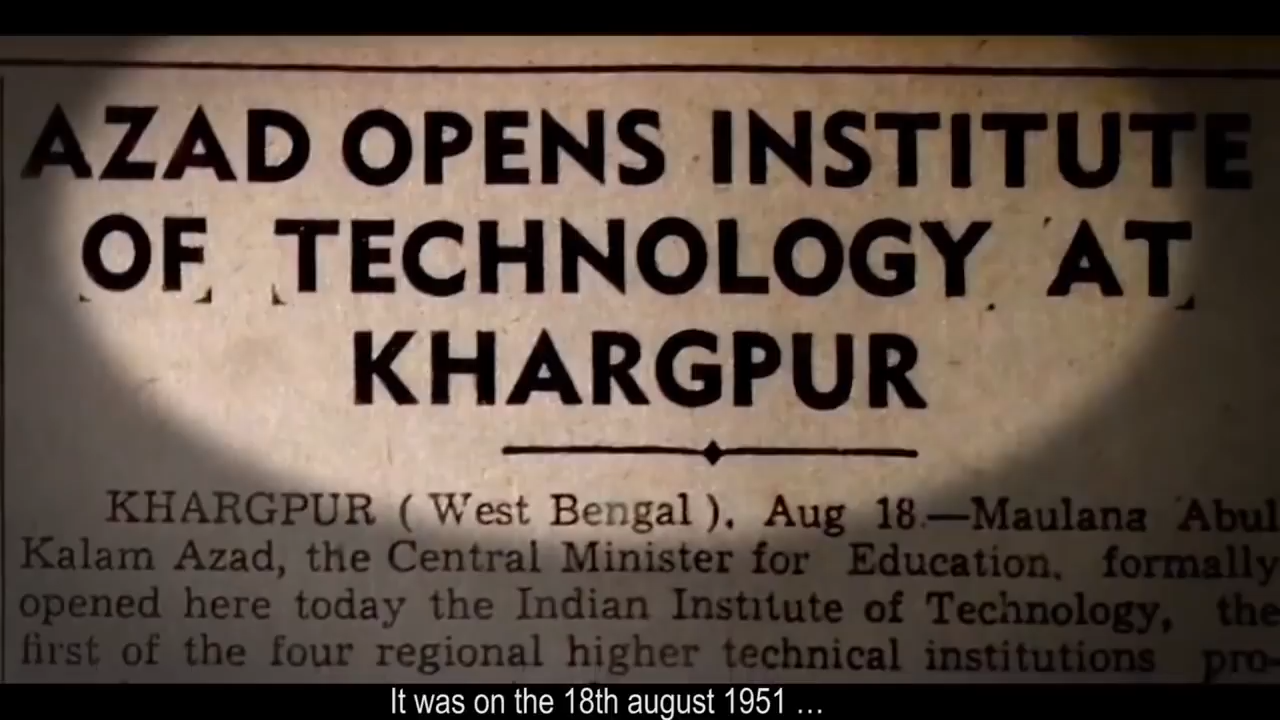 AZAD OPENS INSTITUTE
OF TECHNOLOGY AT
KHARGPUR
KHARGPUR (West Bengal), Aug 18.—Maulana Abul
Kalam Azad, the Central Minister for Education, formally
opened here today the Indian Institute of Technology, the
first of the four regional higher technical institutions pro-
It was on the 18th august 1951 ...